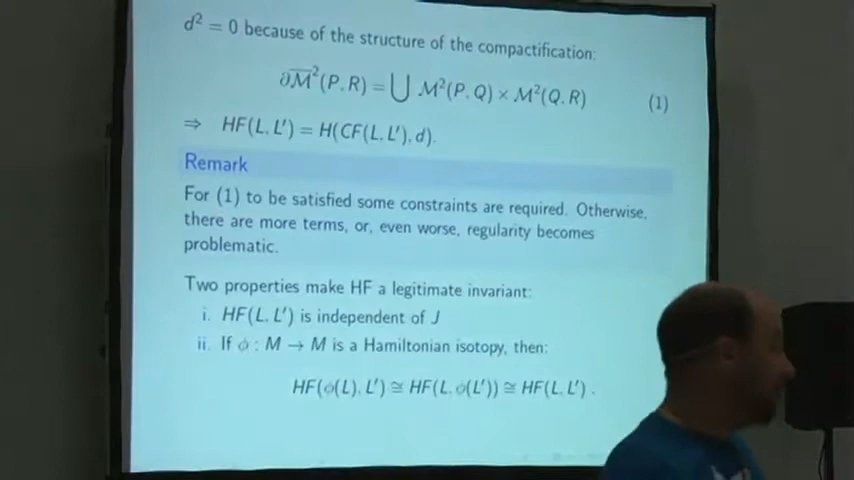 d² = 0 because of the structure of the compactification:
∂M̅²(P, R) = ⋃ M²(P, Q) × M²(Q, R) (1)
⇒ HF(L, L′) = H(CF(L, L′), d).
Remark
For (1) to be satisfied some constraints are required. Otherwise,
there are more terms, or, even worse, regularity becomes
problematic.
Two properties make HF a legitimate invariant:
i. HF(L, L′) is independent of J
ii. If ϕ : M → M is a Hamiltonian isotopy, then:
HF(ϕ(L), L′) ≅ HF(L, ϕ(L′)) ≅ HF(L, L′) .